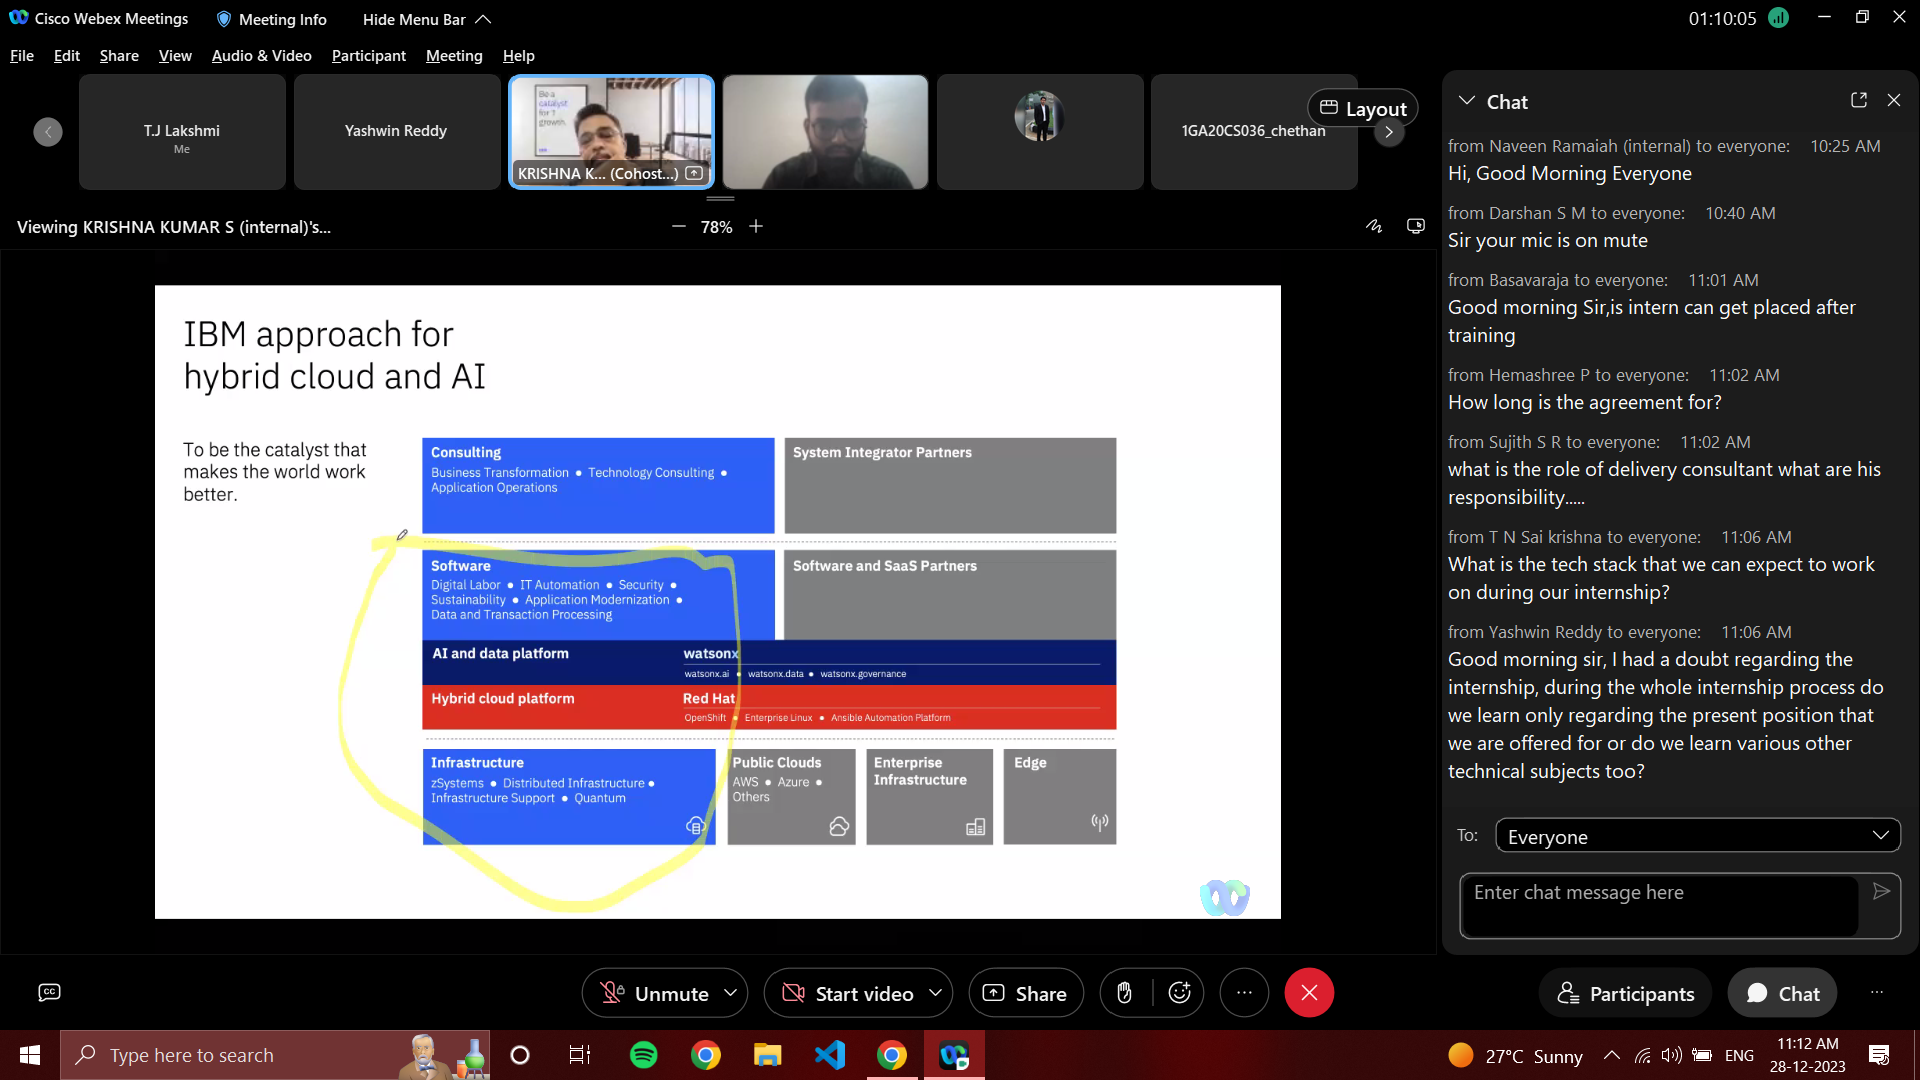 Cisco Webex Meetings
Meeting Info
Hide Menu Bar
01:10:05
File Edit Share View Audio & Video Participant Meeting Help
T.J Lakshmi
Me
Yashwin Reddy
Be a
catalyst
for
growth.
KRISHNA K... (Cohost...)
1GA20CS036_chethan
Layout
Viewing KRISHNA KUMAR S (internal)'s...
78%
IBM approach for
hybrid cloud and AI
To be the catalyst that
makes the world work
better.
Consulting
Business Transformation ● Technology Consulting ●
Application Operations
System Integrator Partners
Software
Digital Labor ● IT Automation ● Security ●
Sustainability ● Application Modernization ●
Data and Transaction Processing
Software and SaaS Partners
AI and data platform
watsonx
watsonx.ai ● watsonx.data ● watsonx.governance
Hybrid cloud platform
Red Hat
OpenShift ● Enterprise Linux ● Ansible Automation Platform
Infrastructure
zSystems ● Distributed Infrastructure ●
Infrastructure Support ● Quantum
Public Clouds
AWS ● Azure ●
Others
Enterprise
Infrastructure
Edge
Chat
from Naveen Ramaiah (internal) to everyone: 10:25 AM
Hi, Good Morning Everyone
from Darshan S M to everyone: 10:40 AM
Sir your mic is on mute
from Basavaraja to everyone: 11:01 AM
Good morning Sir,is intern can get placed after
training
from Hemashree P to everyone: 11:02 AM
How long is the agreement for?
from Sujith S R to everyone: 11:02 AM
what is the role of delivery consultant what are his
responsibility.....
from T N Sai krishna to everyone: 11:06 AM
What is the tech stack that we can expect to work
on during our internship?
from Yashwin Reddy to everyone: 11:06 AM
Good morning sir, I had a doubt regarding the
internship, during the whole internship process do
we learn only regarding the present position that
we are offered for or do we learn various other
technical subjects too?
To: Everyone
Enter chat message here
CC
Unmute
Start video
Share
Participants
Chat
Type here to search
27°C Sunny
ENG
11:12 AM
28-12-2023